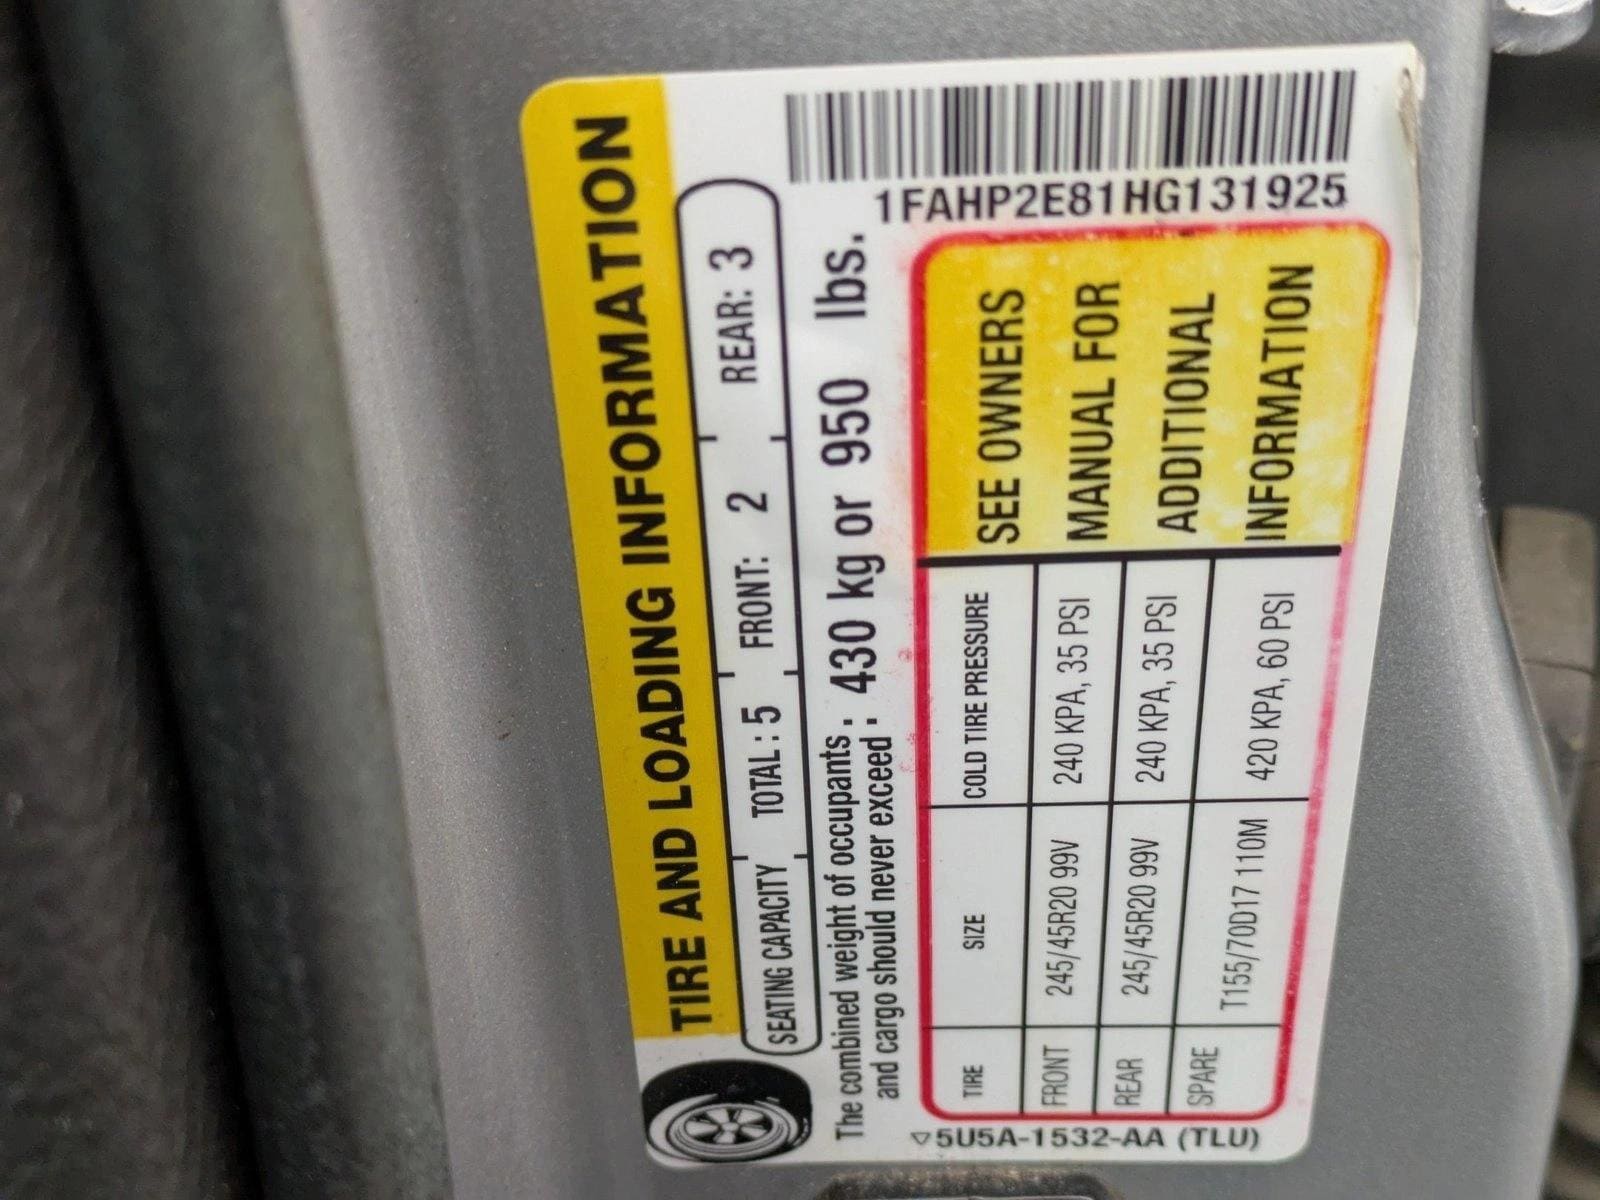 TIRE AND LOADING INFORMATION
SEATING CAPACITY TOTAL : 5 FRONT: 2 REAR: 3
The combined weight of occupants : 430 kg or 950 lbs.
and cargo should never exceed :
TIRE SIZE COLD TIRE PRESSURE
FRONT 245/45R20 99V 240 KPA, 35 PSI
REAR 245/45R20 99V 240 KPA, 35 PSI
SPARE T155/70D17 110M 420 KPA, 60 PSI
SEE OWNERS
MANUAL FOR
ADDITIONAL
INFORMATION
5U5A-1532-AA (TLU)
1FAHP2E81HG131925